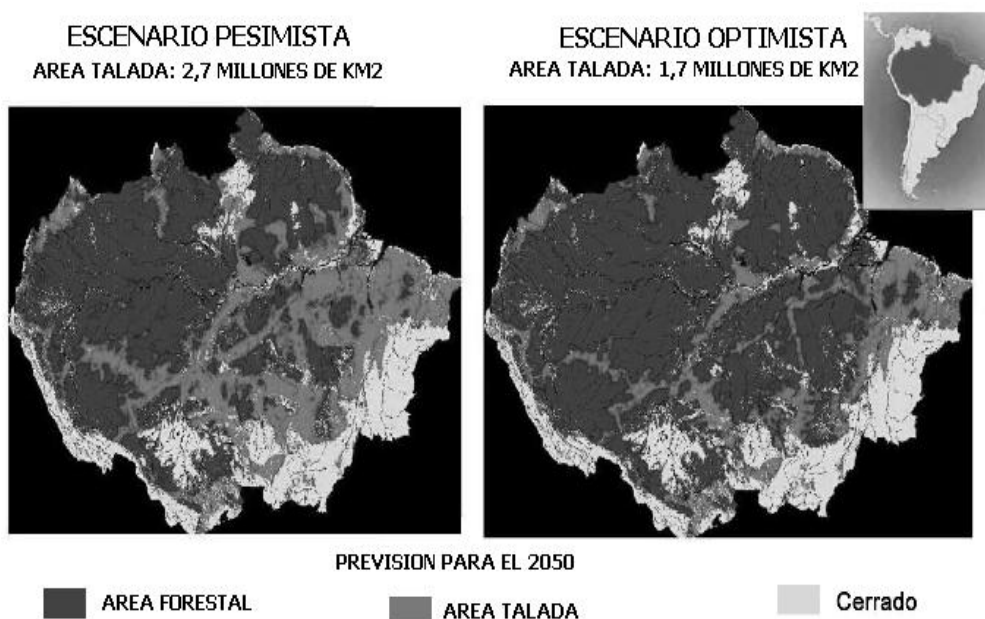 ESCENARIO PESIMISTA
AREA TALADA: 2,7 MILLONES DE KM2
ESCENARIO OPTIMISTA
AREA TALADA: 1,7 MILLONES DE KM2
PREVISION PARA EL 2050
AREA FORESTAL
AREA TALADA
Cerrado